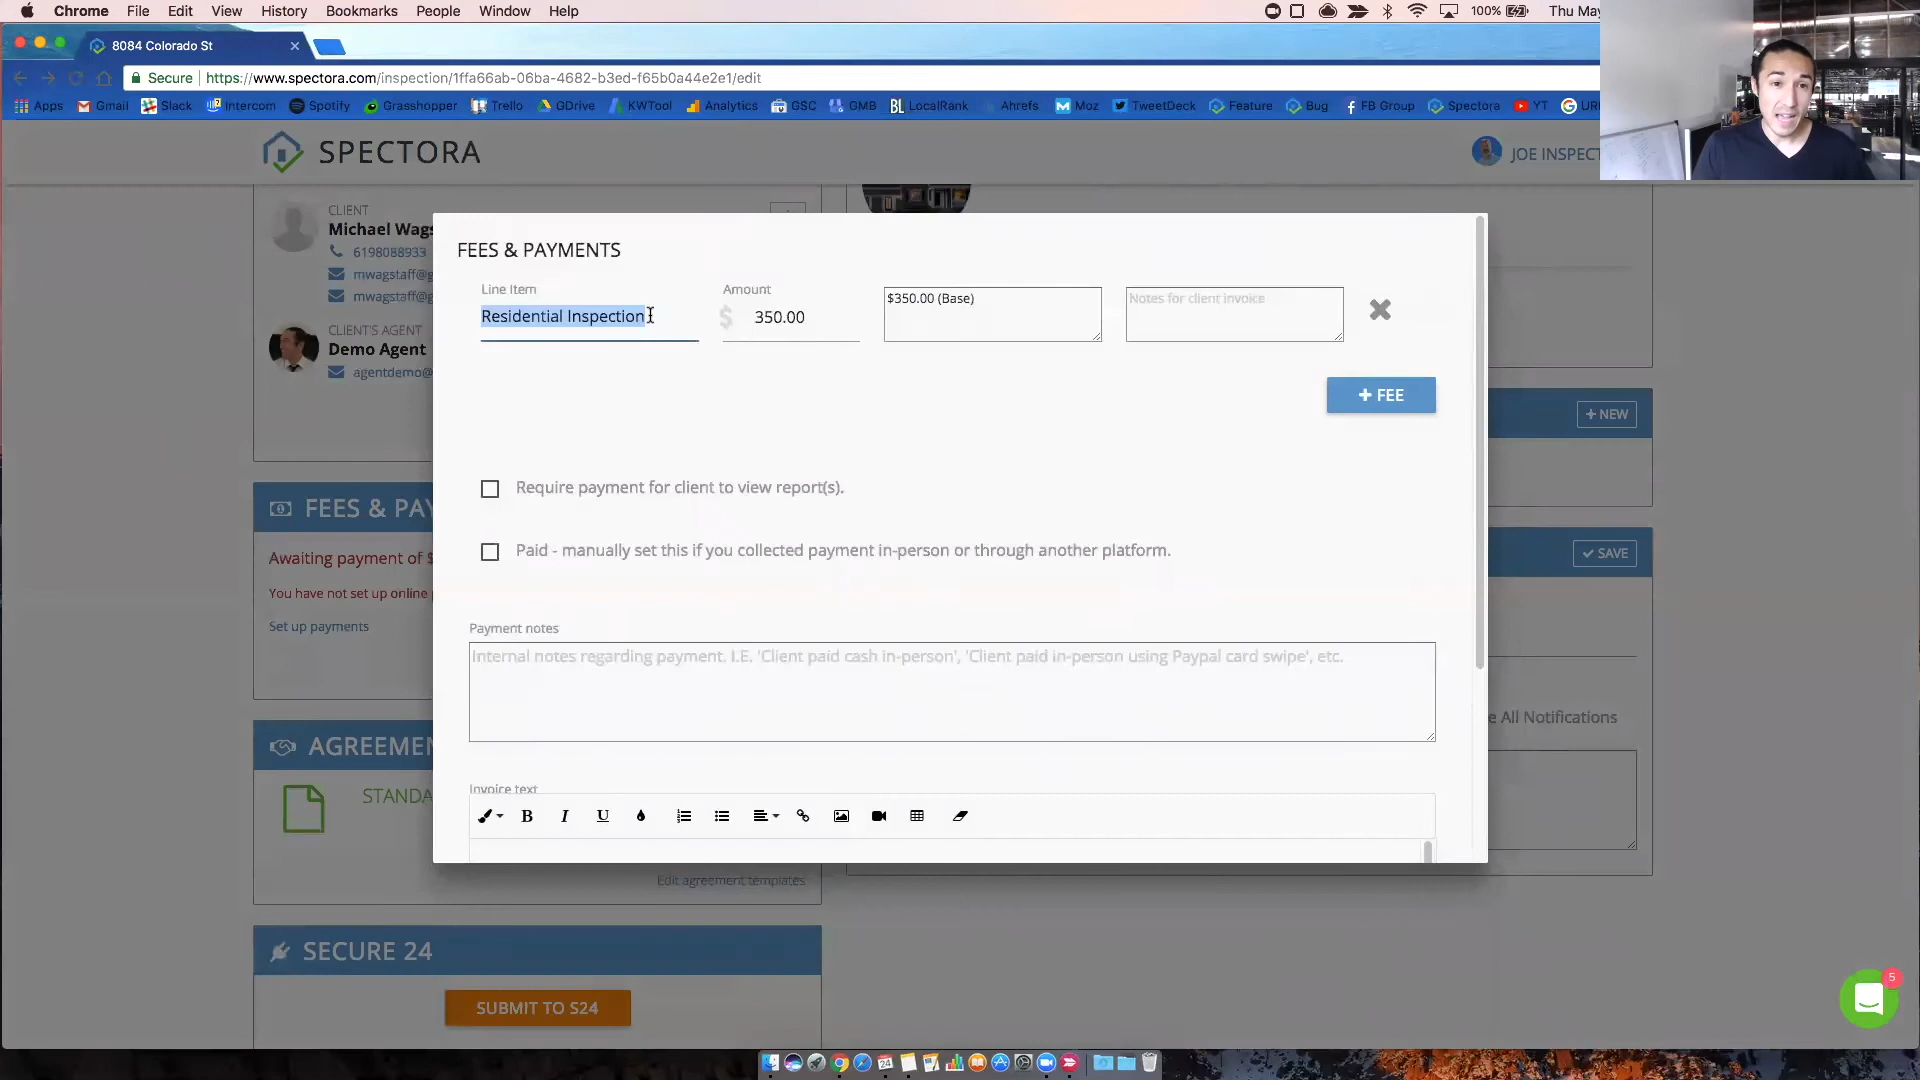 Chrome File Edit View History Bookmarks People Window Help 100% Thu May
8084 Colorado St
Secure https://www.spectora.com/inspection/1ffa66ab-06ba-4682-b3ed-f65b0a44e2e1/edit
Apps Gmail Slack Intercom Spotify Grasshopper Trello GDrive KWTool Analytics GSC GMB BL LocalRank Ahrefs Moz TweetDeck Feature Bug FB Group Spectora YT
SPECTORA
JOE INSPECT
CLIENT
Michael Wags
6198088933
mwagstaff@g
mwagstaff@g
CLIENT'S AGENT
Demo Agent
agentdemo@
FEES & PAYMENTS
Line Item Amount
Residential Inspection $ 350.00 $350.00 (Base) Notes for client invoice
+ FEE
+ NEW
Require payment for client to view report(s).
Paid - manually set this if you collected payment in-person or through another platform.
FEES & PAY
Awaiting payment of $
You have not set up online
Set up payments
SAVE
Payment notes
Internal notes regarding payment. I.E. 'Client paid cash in-person', 'Client paid in-person using Paypal card swipe', etc.
e All Notifications
AGREEMEN
STANDA
Invoice text
B I U
Edit agreement templates
SECURE 24
SUBMIT TO S24
5
24